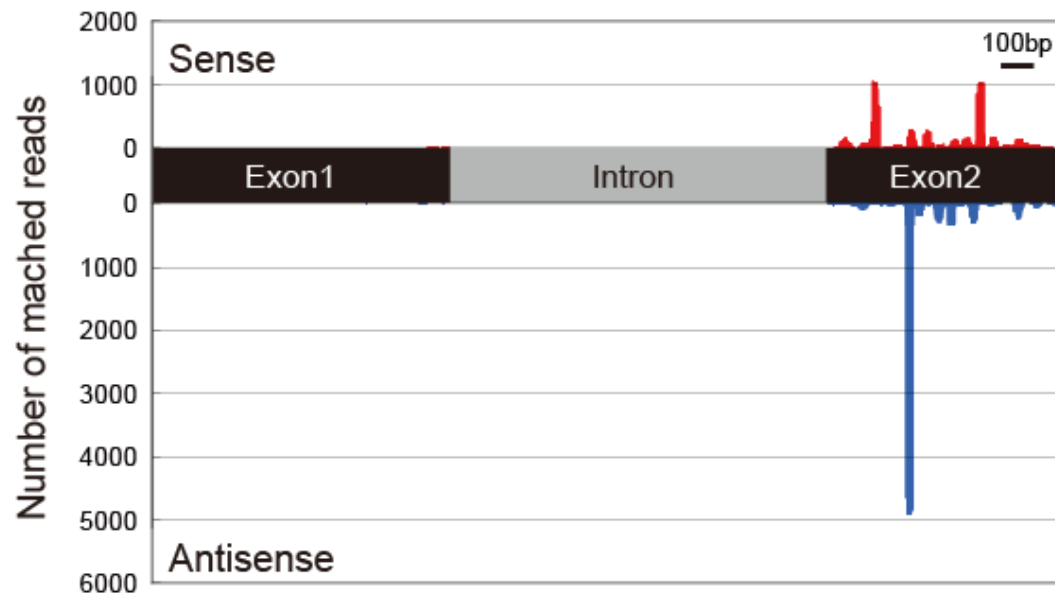 Number of mached reads
2000
1000
0
0
1000
2000
3000
4000
5000
6000
Sense
100bp
Exon1 Intron Exon2
Antisense